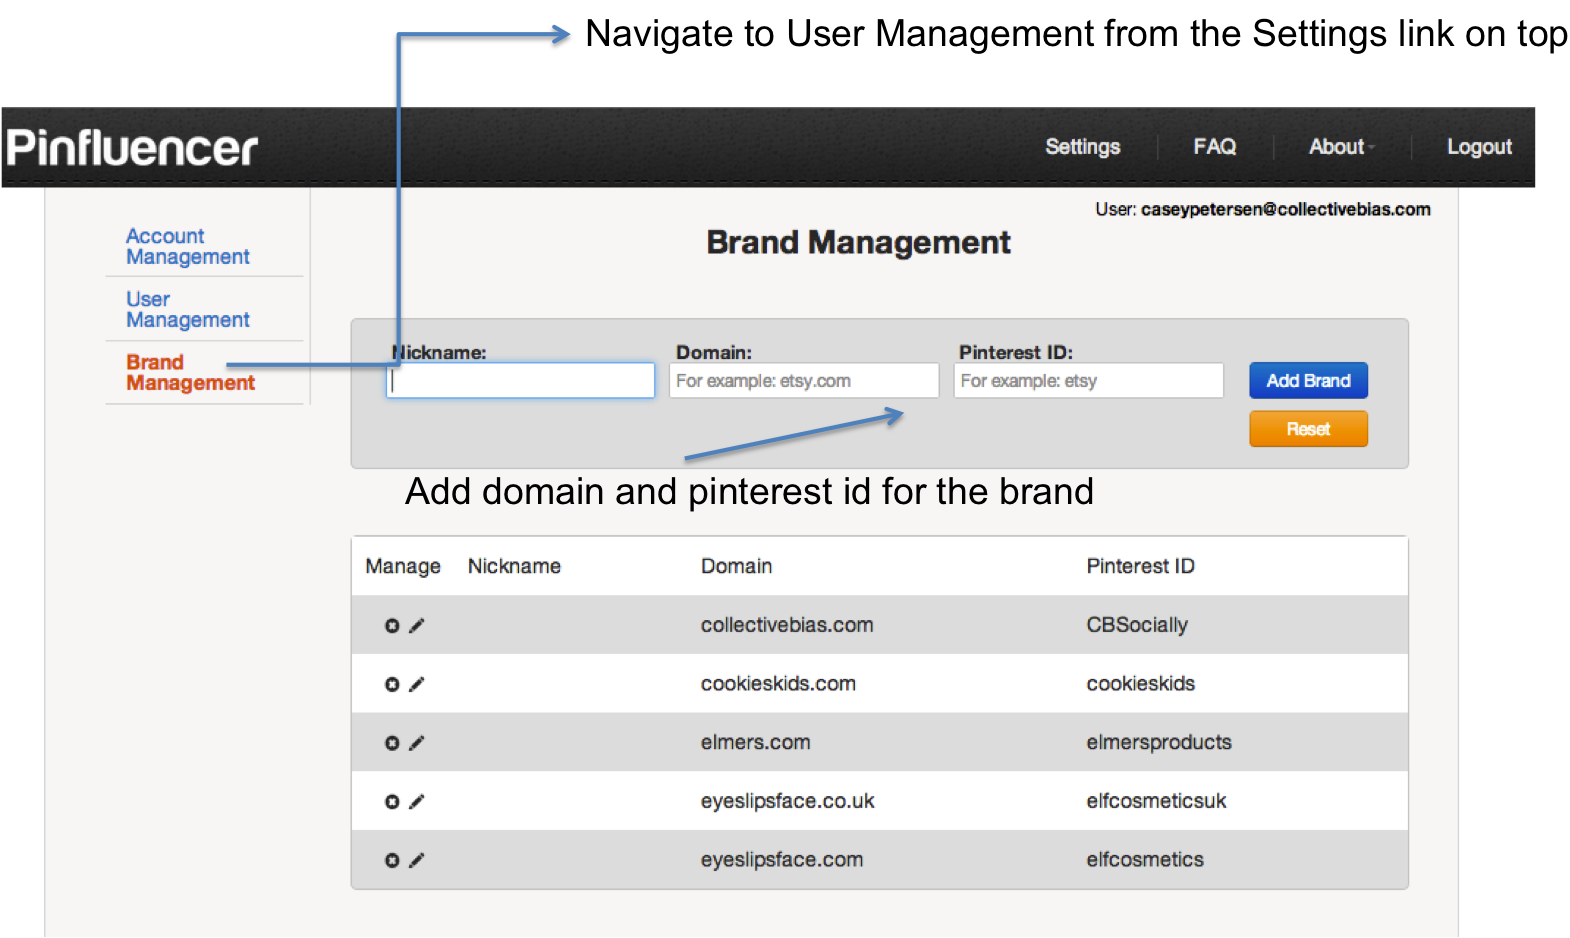 Navigate to User Management from the Settings link on top
Pinfluencer
Settings FAQ About Logout
User: caseypetersen@collectivebias.com
Brand Management
Account
Management
User
Management
Brand
Management
Nickname: Domain: Pinterest ID:
For example: etsy.com For example: etsy Add Brand
Reset
Add domain and pinterest id for the brand
Manage Nickname Domain Pinterest ID
collectivebias.com CBSocially
cookieskids.com cookieskids
elmers.com elmersproducts
eyeslipsface.co.uk elfcosmeticsuk
eyeslipsface.com elfcosmetics